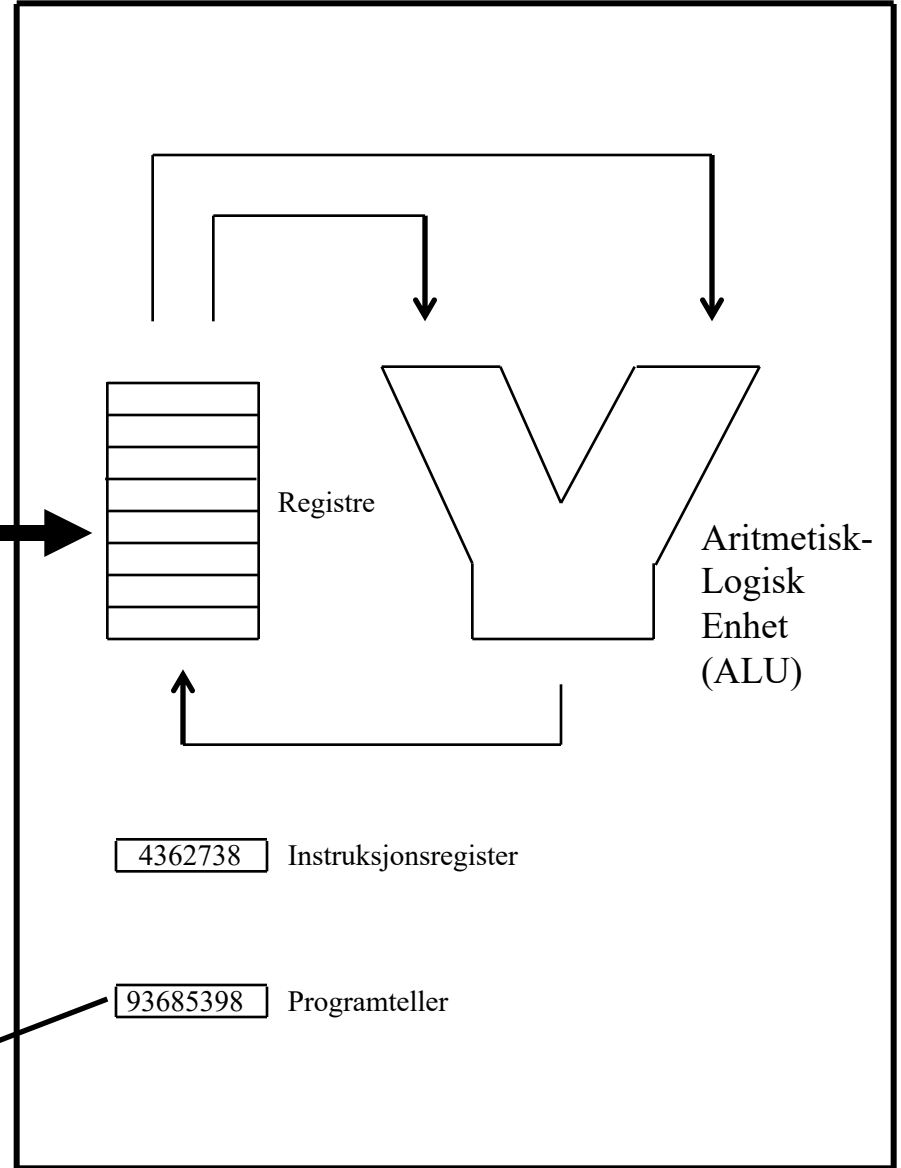 Registre
Aritmetisk-
Logisk
Enhet
(ALU)
4362738 Instruksjonsregister
93685398 Programteller